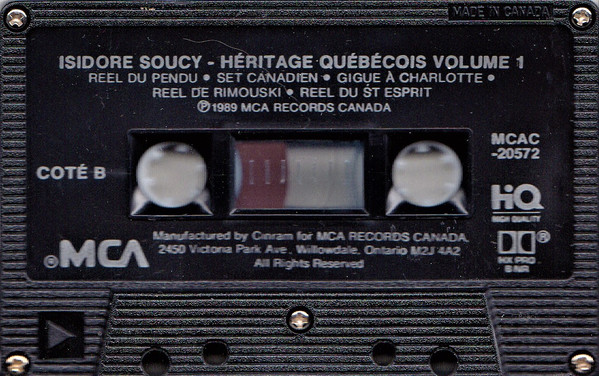 MADE IN CANADA
ISIDORE SOUCY - HÉRITAGE QUÉBÉCOIS VOLUME 1
REEL DU PENDU • SET CANADIEN • GIGUE À CHARLOTTE •
REEL DE RIMOUSKI • REEL DU ST ESPRIT
℗1989 MCA RECORDS CANADA
COTÉ B
MCAC
-20572
HiQ
HIGH QUALITY
Manufactured by Cinram for MCA RECORDS CANADA,
2450 Victoria Park Ave., Willowdale, Ontario M2J 4A2
All Rights Reserved
®MCA
®
HX PRO
B NR